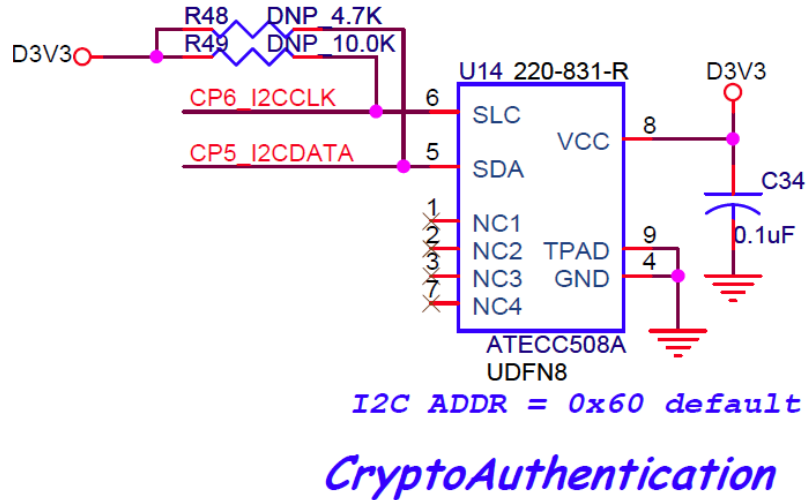 R48 DNP_4.7K
R49 DNP_10.0K
D3V3
U14 220-831-R
D3V3
CP6_I2CCLK
6
SLC
8
VCC
CP5_I2CDATA
5
SDA
C34
0.1uF
1
NC1
2
NC2
TPAD
9
3
NC3
GND
4
7
NC4
ATECC508A
UDFN8
I2C ADDR = 0x60 default
CryptoAuthentication